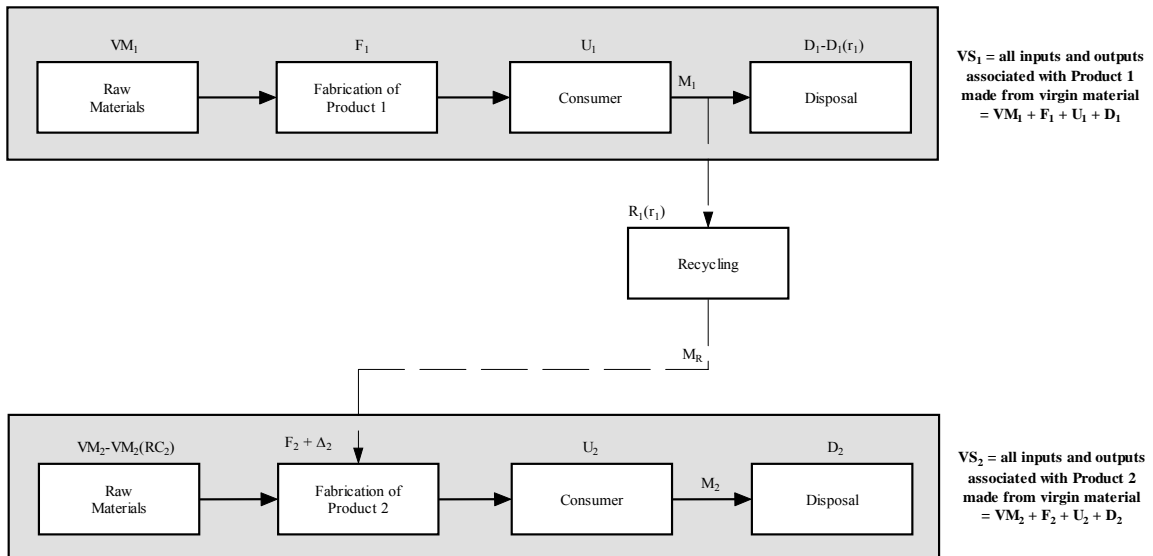 VM₁
F₁
U₁
D₁-D₁(r₁)
Raw
Materials
Fabrication of
Product 1
Consumer
M₁
Disposal
VS₁ = all inputs and outputs
associated with Product 1
made from virgin material
= VM₁ + F₁ + U₁ + D₁
R₁(r₁)
Recycling
M_R
VM₂-VM₂(RC₂)
F₂ + Δ₂
U₂
D₂
Raw
Materials
Fabrication of
Product 2
Consumer
M₂
Disposal
VS₂ = all inputs and outputs
associated with Product 2
made from virgin material
= VM₂ + F₂ + U₂ + D₂